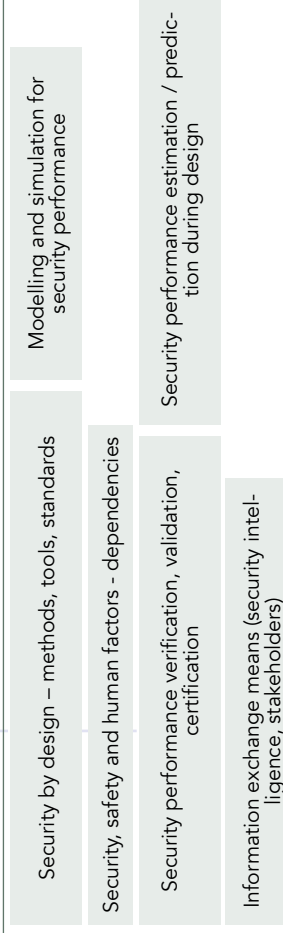 Security by design – methods, tools, standards
Modelling and simulation for
security performance
Security, safety and human factors - dependencies
Security performance verification, validation,
certification
Security performance estimation / predic-
tion during design
Information exchange means (security intel-
ligence, stakeholders)